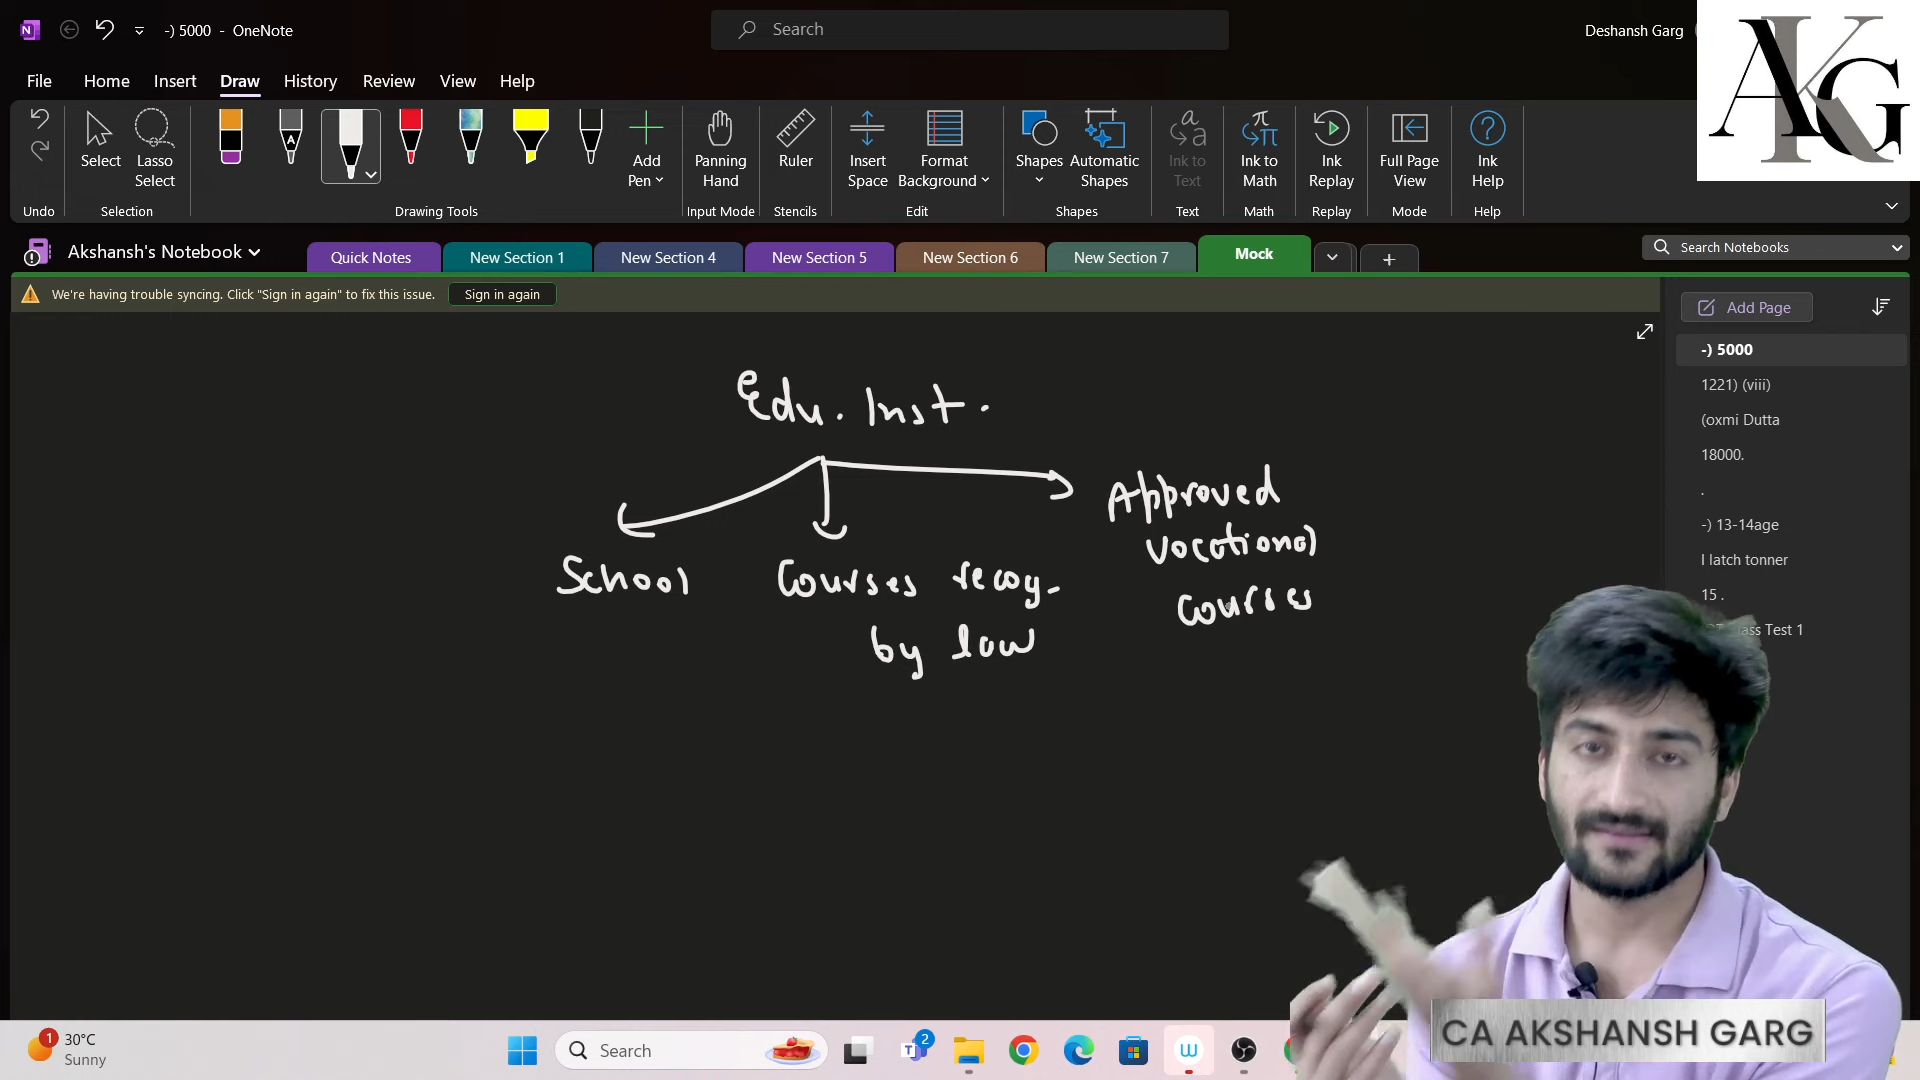 -) 5000 - OneNote
Search
Deshansh Garg
AKG
File Home Insert Draw History Review View Help
Select
Lasso Select
Add Pen
Panning Hand
Ruler
Insert Space
Format Background
Shapes
Automatic Shapes
Ink to Text
Ink to Math
Ink Replay
Full Page View
Ink Help
Undo Selection Drawing Tools Input Mode Stencils Edit Shapes Text Math Replay Mode Help
Akshansh's Notebook
Quick Notes New Section 1 New Section 4 New Section 5 New Section 6 New Section 7 Mock
Search Notebooks
We're having trouble syncing. Click "Sign in again" to fix this issue. Sign in again
Add Page
-) 5000
1221) (viii)
(oxmi Dutta
18000.
.
-) 13-14age
I latch tonner
15 .
ass Test 1
Edu. Inst.
School
Courses recog.
by law
Approved
vocational
courses
CA AKSHANSH GARG
1
30°C
Sunny
Search
2